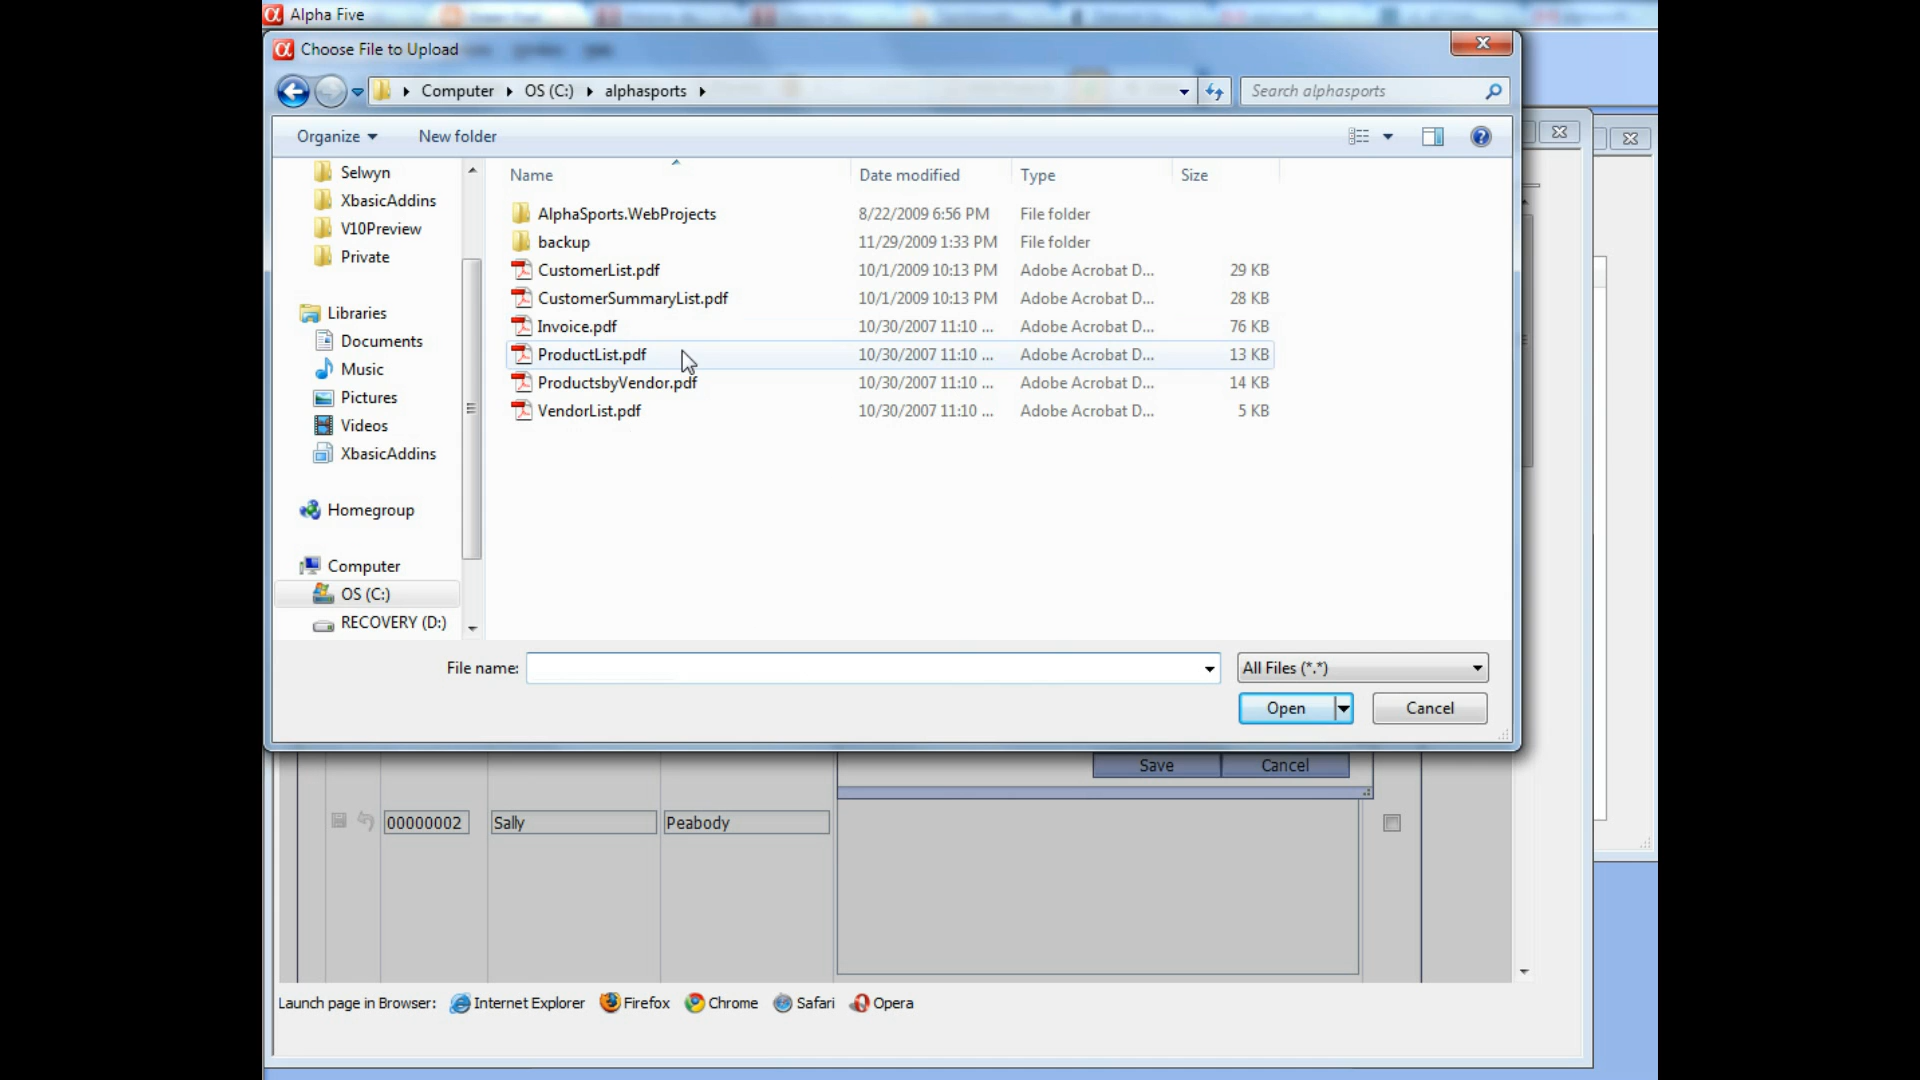 Alpha Five
Choose File to Upload
Computer OS (C:) alphasports
Search alphasports
Organize New folder
Name Date modified Type Size
Selwyn
XbasicAddins
V10Preview
Private
Libraries
Documents
Music
Pictures
Videos
XbasicAddins
Homegroup
Computer
OS (C:)
RECOVERY (D:)
AlphaSports.WebProjects 8/22/2009 6:56 PM File folder
backup 11/29/2009 1:33 PM File folder
CustomerList.pdf 10/1/2009 10:13 PM Adobe Acrobat D... 29 KB
CustomerSummaryList.pdf 10/1/2009 10:13 PM Adobe Acrobat D... 28 KB
Invoice.pdf 10/30/2007 11:10 ... Adobe Acrobat D... 76 KB
ProductList.pdf 10/30/2007 11:10 ... Adobe Acrobat D... 13 KB
ProductsbyVendor.pdf 10/30/2007 11:10 ... Adobe Acrobat D... 14 KB
VendorList.pdf 10/30/2007 11:10 ... Adobe Acrobat D... 5 KB
File name: All Files (*.*)
Open Cancel
Save Cancel
00000002 Sally Peabody
Launch page in Browser: Internet Explorer Firefox Chrome Safari Opera